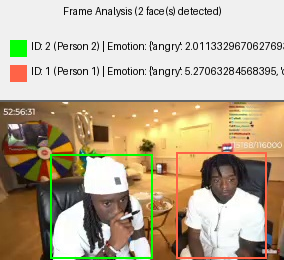 Frame Analysis (2 face(s) detected)
ID: 2 (Person 2) | Emotion: {'angry': 2.0113329670627693
ID: 1 (Person 1) | Emotion: {'angry': 5.27063284568395, 'd
52:56:31